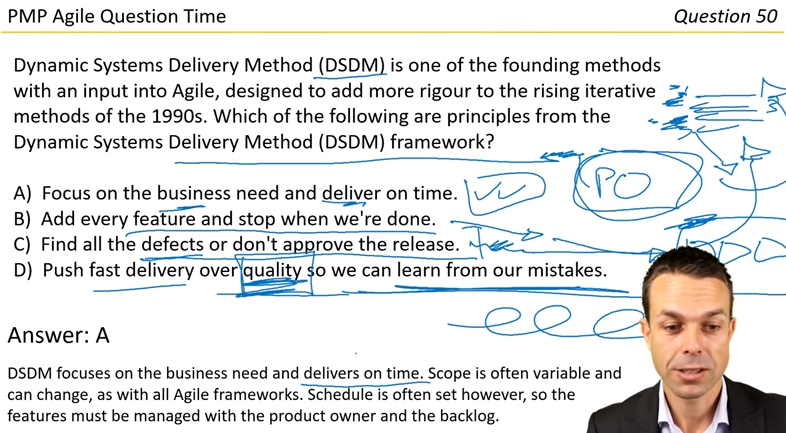 PMP Agile Question Time
Question 50
Dynamic Systems Delivery Method (DSDM) is one of the founding methods
with an input into Agile, designed to add more rigour to the rising iterative
methods of the 1990s. Which of the following are principles from the
Dynamic Systems Delivery Method (DSDM) framework?
PO
A) Focus on the business need and deliver on time.
B) Add every feature and stop when we're done.
C) Find all the defects or don't approve the release.
D) Push fast delivery over quality so we can learn from our mistakes.
Answer: A
DSDM focuses on the business need and delivers on time. Scope is often variable and
can change, as with all Agile frameworks. Schedule is often set however, so the
features must be managed with the product owner and the backlog.